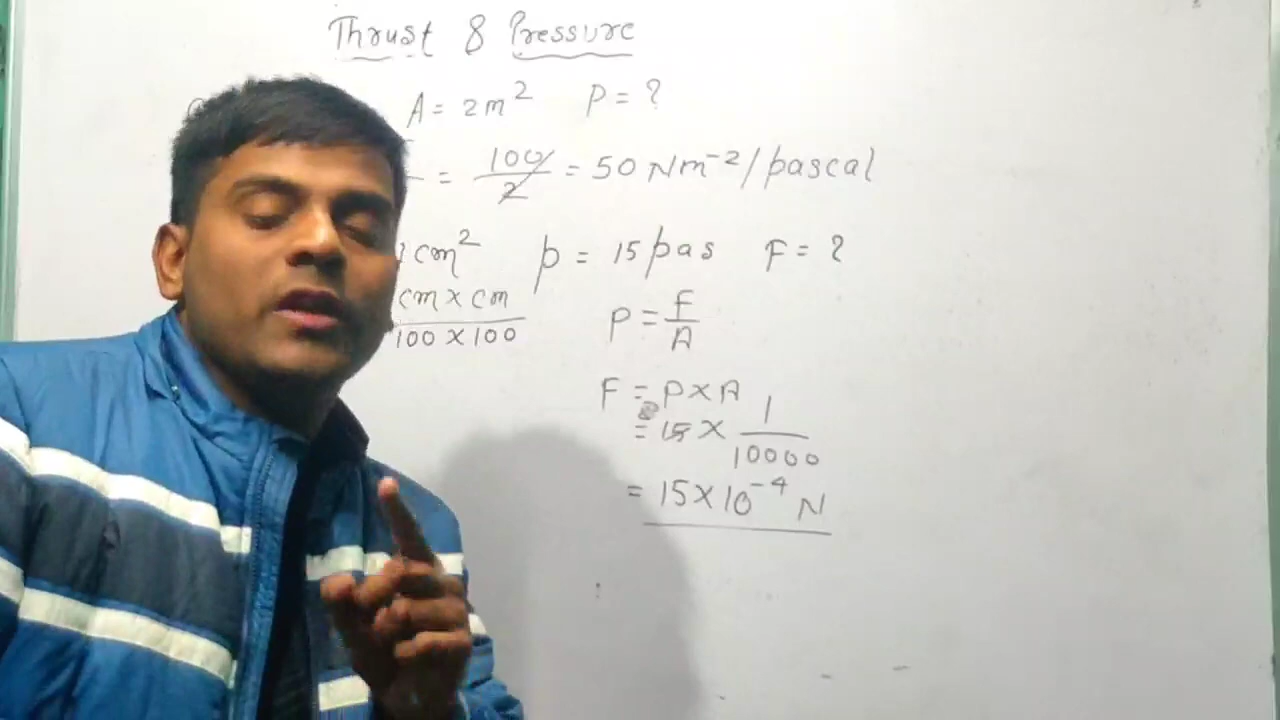 Thrust & Pressure
A = 2m² P = ?
= 100/2 = 50 Nm⁻²/pascal
cm² p = 15 pas F = ?
cm x cm / 100 x 100
P = F/A
F = P x A
= 15 x 1/10000
= 15 x 10⁻⁴ N